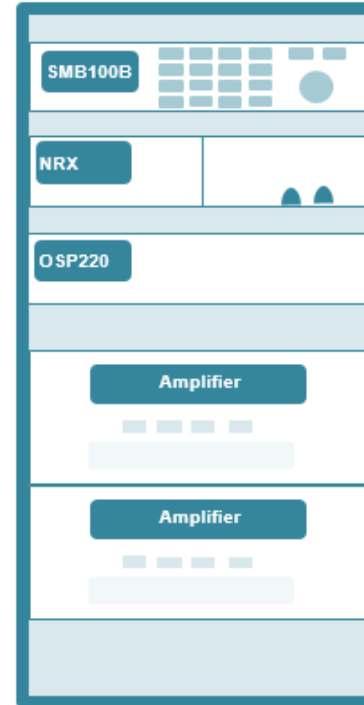 SMB100B
NRX
OSP220
Amplifier
Amplifier